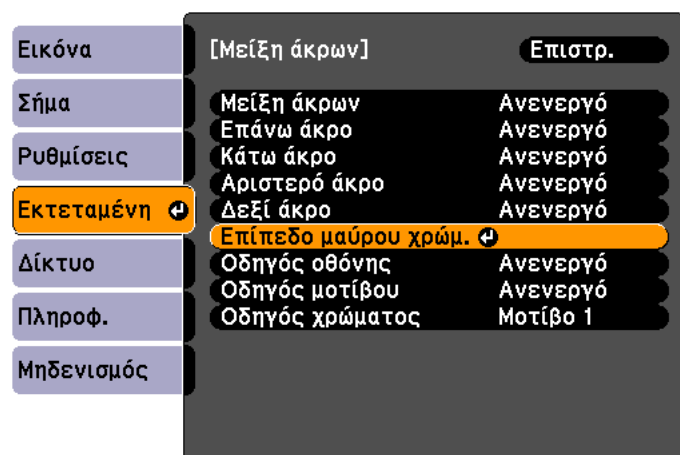 Εικόνα
Σήμα
Ρυθμίσεις
Εκτεταμένη
Δίκτυο
Πληροφ.
Μηδενισμός
[Μείξη άκρων] Επιστρ.
Μείξη άκρων Ανενεργό
Επάνω άκρο Ανενεργό
Κάτω άκρο Ανενεργό
Αριστερό άκρο Ανενεργό
Δεξί άκρο Ανενεργό
Επίπεδο μαύρου χρώμ.
Οδηγός οθόνης Ανενεργό
Οδηγός μοτίβου Ανενεργό
Οδηγός χρώματος Μοτίβο 1